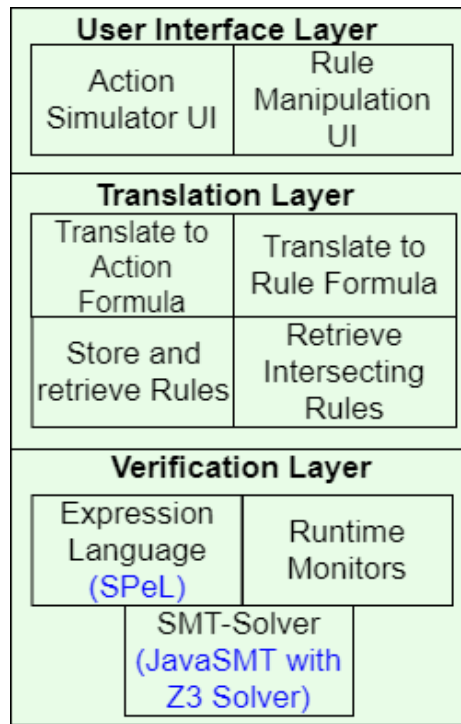 User Interface Layer
Action
Simulator UI
Rule
Manipulation
UI
Translation Layer
Translate to
Action
Formula
Translate to
Rule Formula
Store and
retrieve Rules
Retrieve
Intersecting
Rules
Verification Layer
Expression
Language
(SPeL)
Runtime
Monitors
SMT-Solver
(JavaSMT with
Z3 Solver)